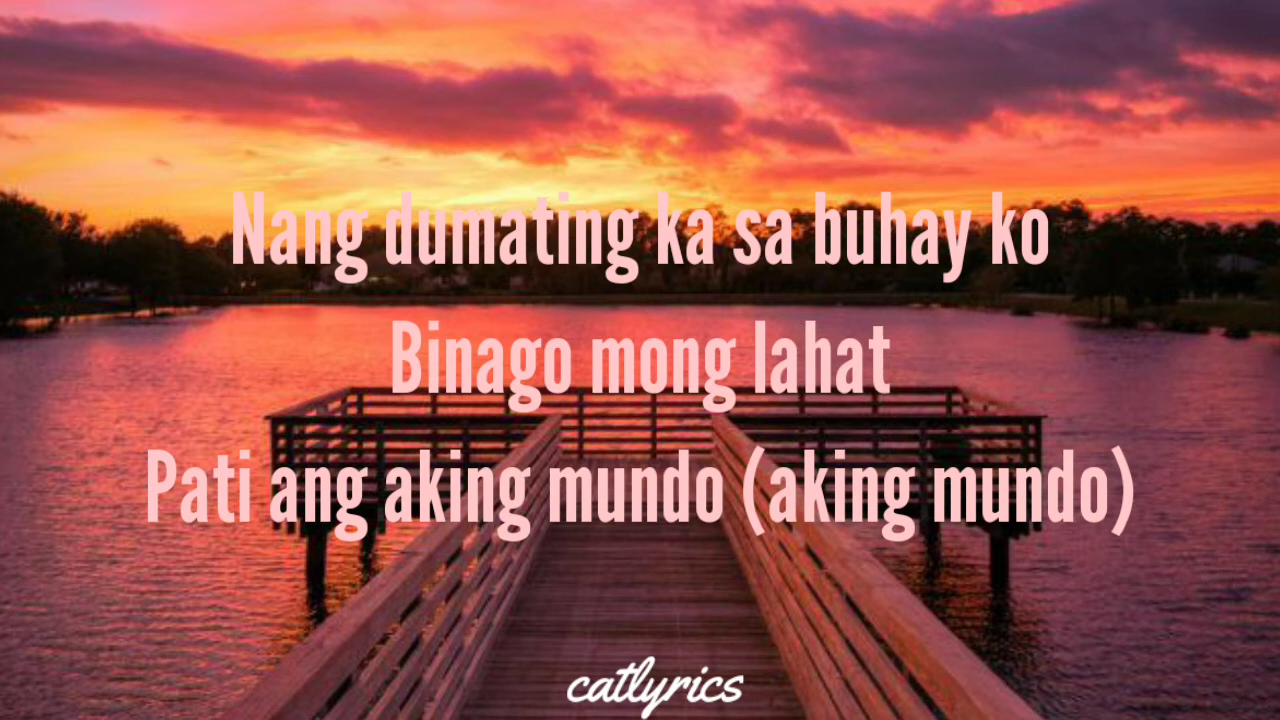 Nang dumating ka sa buhay ko
Binago mong lahat
Pati ang aking mundo (aking mundo)
catlyrics